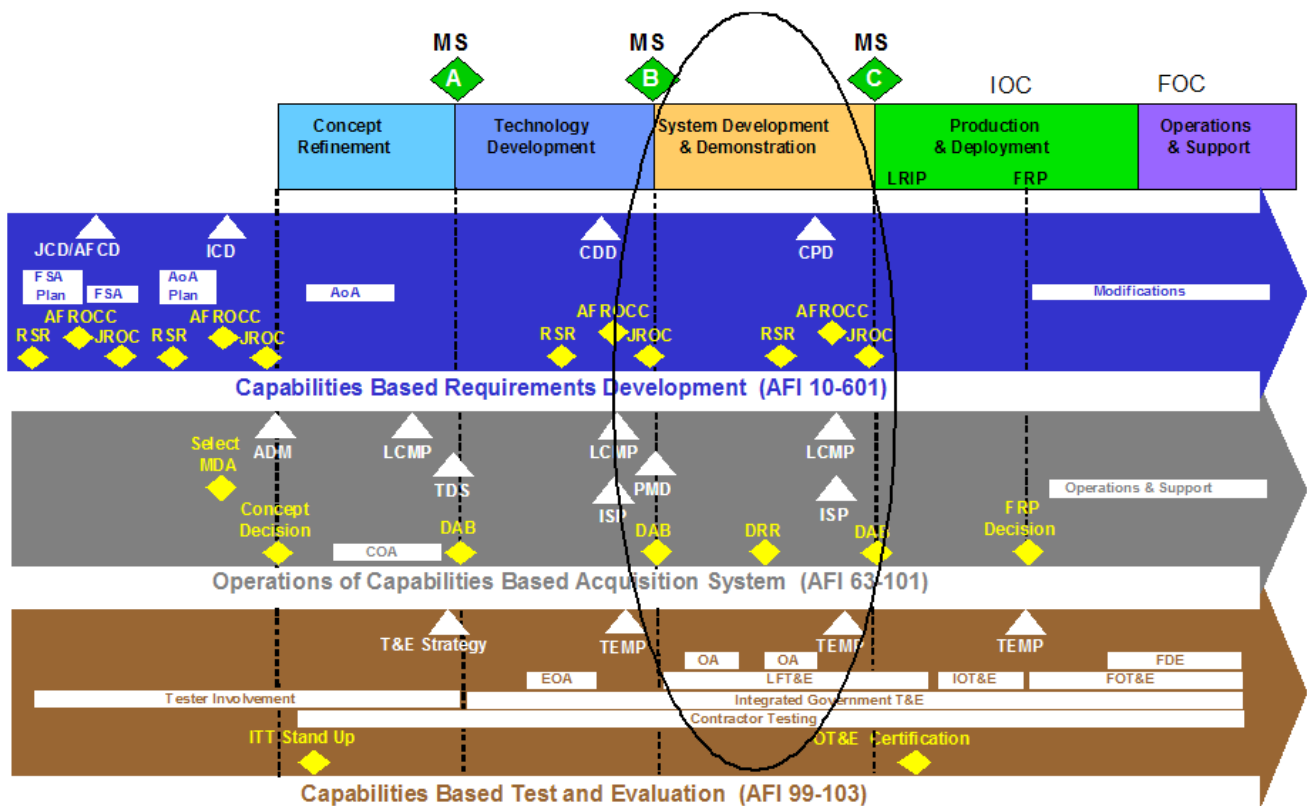 MS MS MS
A B C IOC FOC
Concept Technology System Development Production Operations
Refinement Development & Demonstration & Deployment & Support
LRIP FRP
JCD/AFCD ICD CDD CPD
FSA AoA
Plan FSA Plan AoA Modifications
AFROCC AFROCC AFROCC AFROCC
RSR JROC RSR JROC RSR JROC RSR JROC
Capabilities Based Requirements Development (AFI 10-601)
Select ADM LCMP LCMP LCMP
MDA TDS PMD Operations & Support
Concept ISP ISP FRP
Decision DAB DAB DRR DAB Decision
COA
Operations of Capabilities Based Acquisition System (AFI 63-101)
T&E Strategy TEMP TEMP TEMP
OA OA FDE
EOA LFT&E IOT&E FOT&E
Tester Involvement Integrated Government T&E
Contractor Testing
ITT Stand Up OT&E Certification
Capabilities Based Test and Evaluation (AFI 99-103)